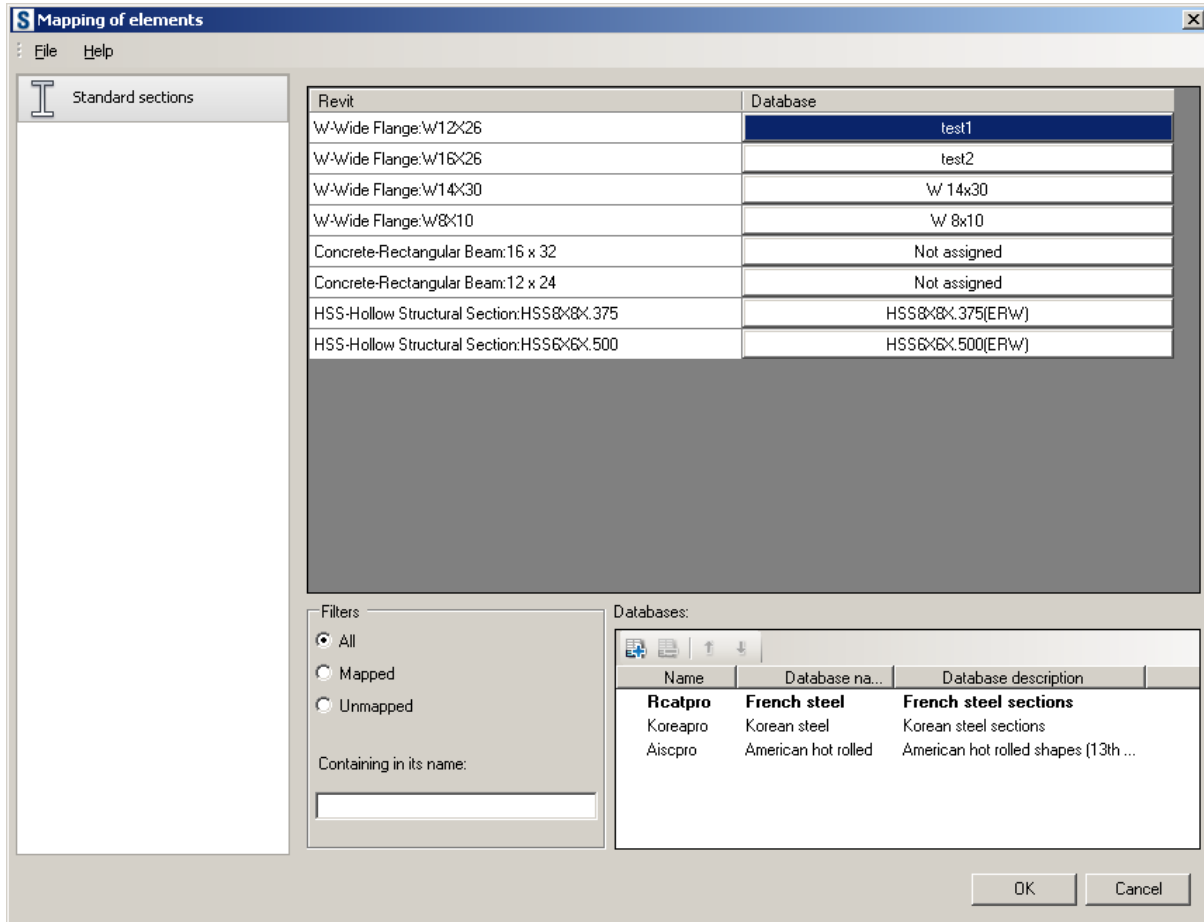 S Mapping of elements
File Help
Standard sections
Revit Database
W-Wide Flange:W12X26 test1
W-Wide Flange:W16X26 test2
W-Wide Flange:W14X30 W 14x30
W-Wide Flange:W8X10 W 8x10
Concrete-Rectangular Beam:16 x 32 Not assigned
Concrete-Rectangular Beam:12 x 24 Not assigned
HSS-Hollow Structural Section:HSS8X8X.375 HSS8X8X.375(ERW)
HSS-Hollow Structural Section:HSS6X6X.500 HSS6X6X.500(ERW)
Filters
All
Mapped
Unmapped
Containing in its name:
Databases:
Name Database na... Database description
Rcatpro French steel French steel sections
Koreapro Korean steel Korean steel sections
Aiscpro American hot rolled American hot rolled shapes (13th ...
OK Cancel